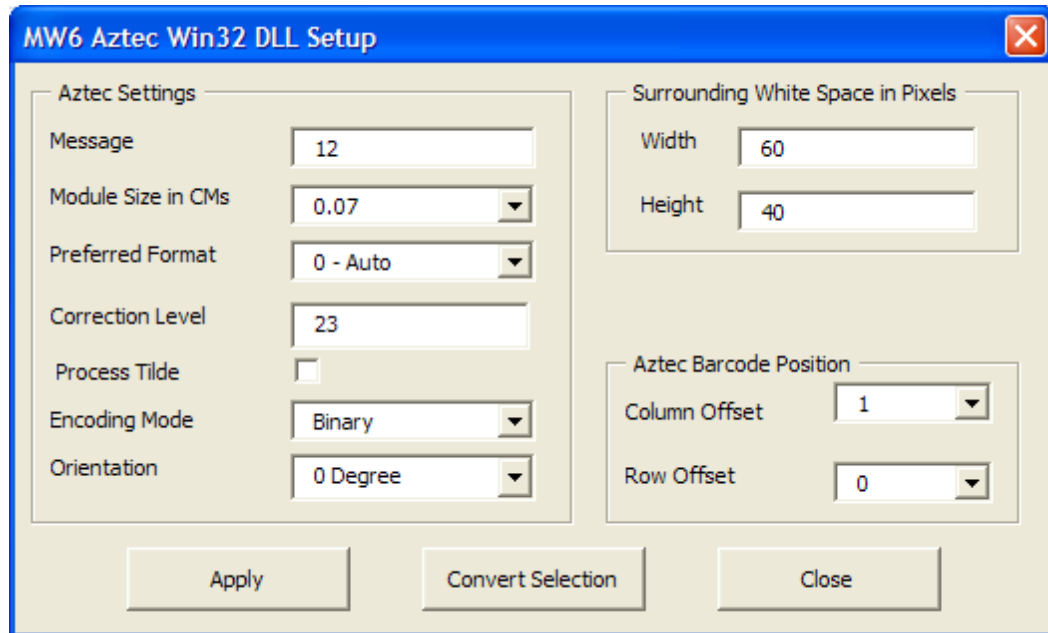 MW6 Aztec Win32 DLL Setup
Aztec Settings
Message
12
Module Size in CMs
0.07
Preferred Format
0 - Auto
Correction Level
23
Process Tilde
Encoding Mode
Binary
Orientation
0 Degree
Surrounding White Space in Pixels
Width
60
Height
40
Aztec Barcode Position
Column Offset
1
Row Offset
0
Apply
Convert Selection
Close